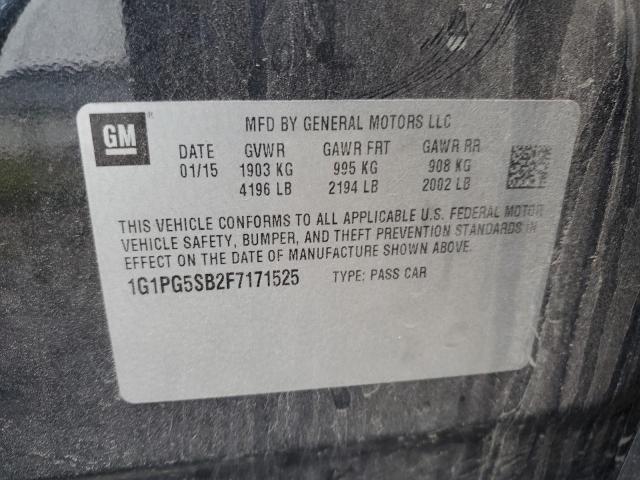 GM ®
MFD BY GENERAL MOTORS LLC
DATE GVWR GAWR FRT GAWR RR
01/15 1903 KG 995 KG 908 KG
4196 LB 2194 LB 2002 LB
THIS VEHICLE CONFORMS TO ALL APPLICABLE U.S. FEDERAL MOTOR
VEHICLE SAFETY, BUMPER, AND THEFT PREVENTION STANDARDS IN
EFFECT ON THE DATE OF MANUFACTURE SHOWN ABOVE.
1G1PG5SB2F7171525 TYPE: PASS CAR